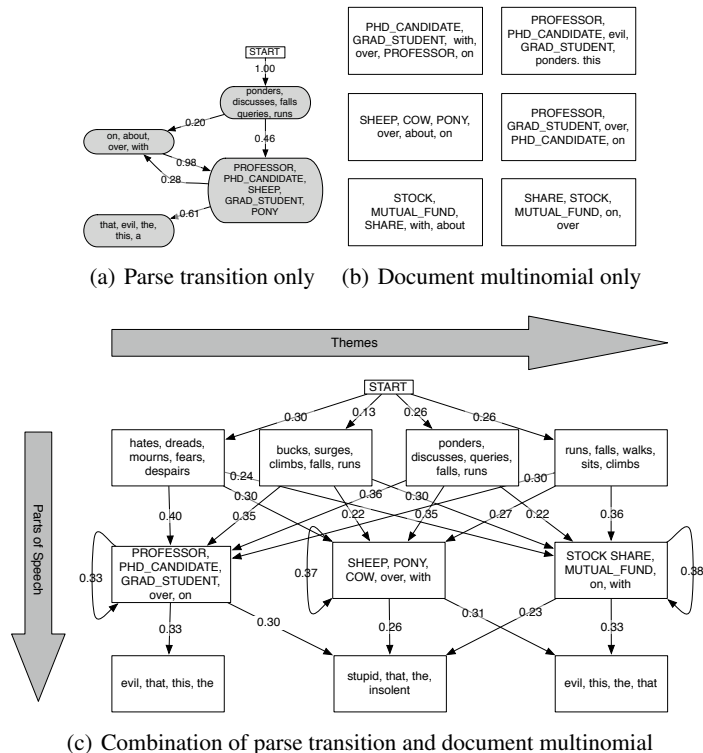 START
1.00
ponders,
discusses, falls
queries, runs
0.20
0.46
on, about,
over, with
0.98
0.28
PROFESSOR,
PHD_CANDIDATE,
SHEEP,
GRAD_STUDENT,
PONY
0.61
that, evil, the,
this, a
(a) Parse transition only
PHD_CANDIDATE,
GRAD_STUDENT, with,
over, PROFESSOR, on
PROFESSOR,
PHD_CANDIDATE, evil,
GRAD_STUDENT,
ponders. this
SHEEP, COW, PONY,
over, about, on
PROFESSOR,
GRAD_STUDENT, over,
PHD_CANDIDATE, on
STOCK,
MUTUAL_FUND,
SHARE, with, about
SHARE, STOCK,
MUTUAL_FUND, on,
over
(b) Document multinomial only
Themes
Parts of Speech
START
0.30
0.13
0.26
0.26
hates, dreads,
mourns, fears,
despairs
bucks, surges,
climbs, falls, runs
ponders,
discusses, queries,
falls, runs
runs, falls, walks,
sits, climbs
0.24
0.30
0.36
0.30
0.30
0.40
0.35
0.22
0.35
0.27
0.22
0.36
0.33
PROFESSOR,
PHD_CANDIDATE,
GRAD_STUDENT,
over, on
0.37
SHEEP, PONY,
COW, over, with
STOCK SHARE,
MUTUAL_FUND,
on, with
0.38
0.33
0.30
0.26
0.31
0.23
0.33
evil, that, this, the
stupid, that, the,
insolent
evil, this, the, that
(c) Combination of parse transition and document multinomial